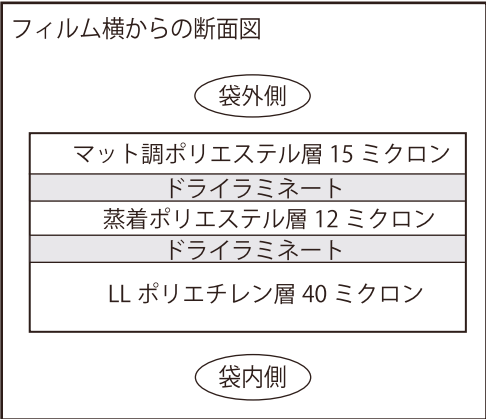 フィルム横からの断面図
袋外側
マット調ポリエステル層 15 ミクロン
ドライラミネート
蒸着ポリエステル層 12 ミクロン
ドライラミネート
LL ポリエチレン層 40 ミクロン
袋内側